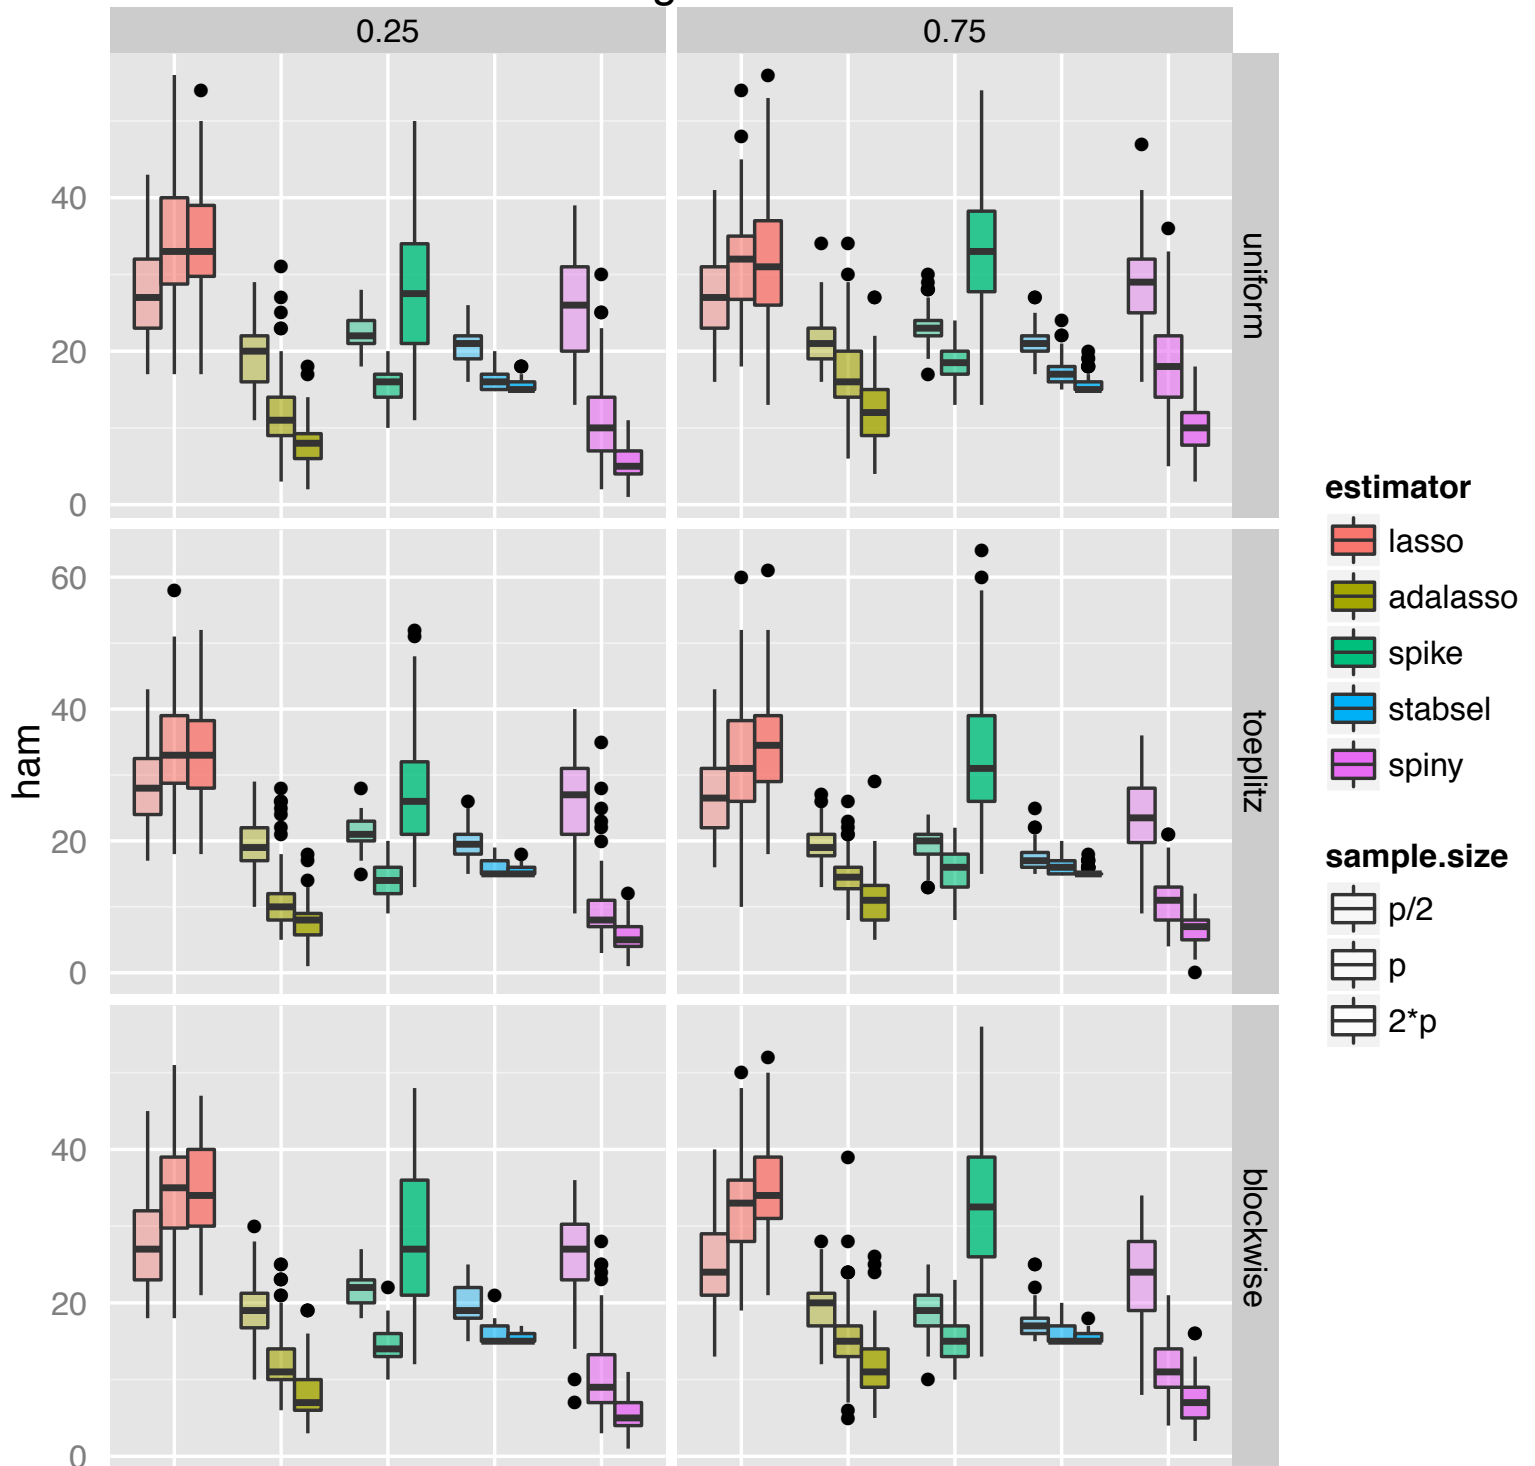 0.25
0.75
40
20
0
uniform
60
40
20
0
toeplitz
40
20
0
blockwise
ham
estimator
lasso
adalasso
spike
stabsel
spiny
sample.size
p/2
p
2*p